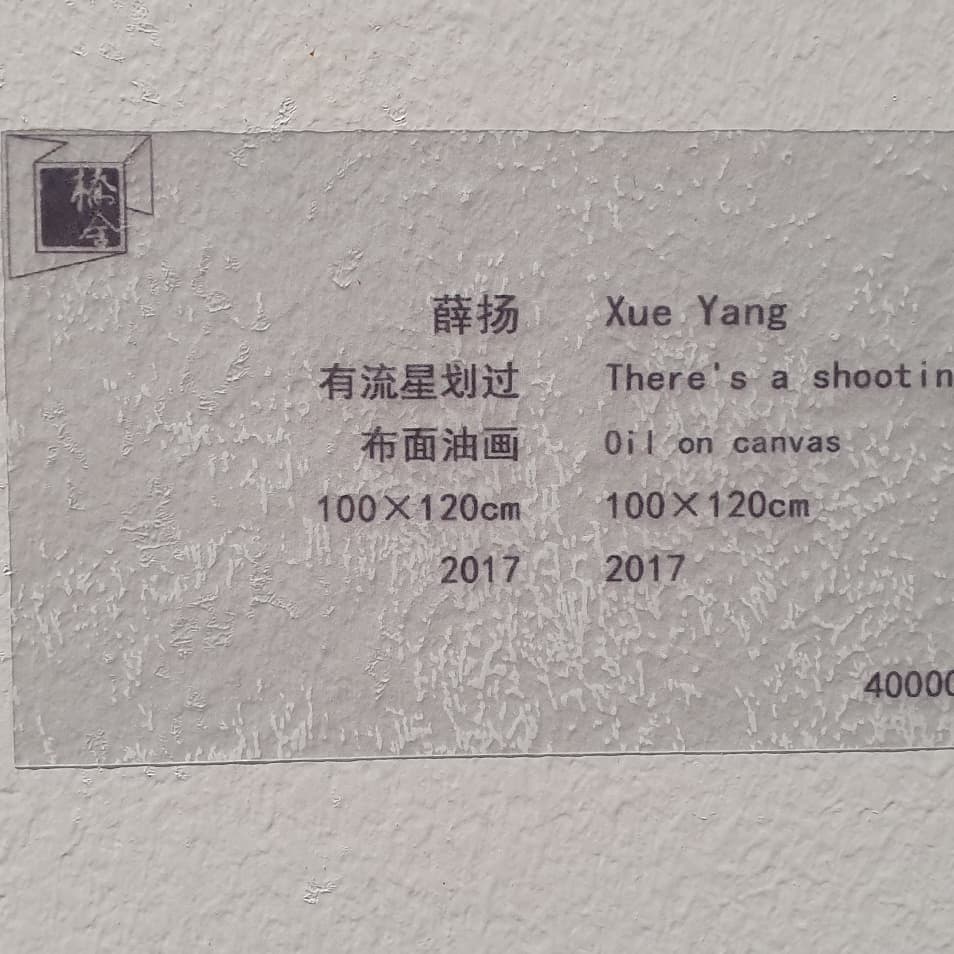 薛扬 Xue Yang
有流星划过 There's a shootin
布面油画 Oil on canvas
100×120cm 100×120cm
2017 2017
40000